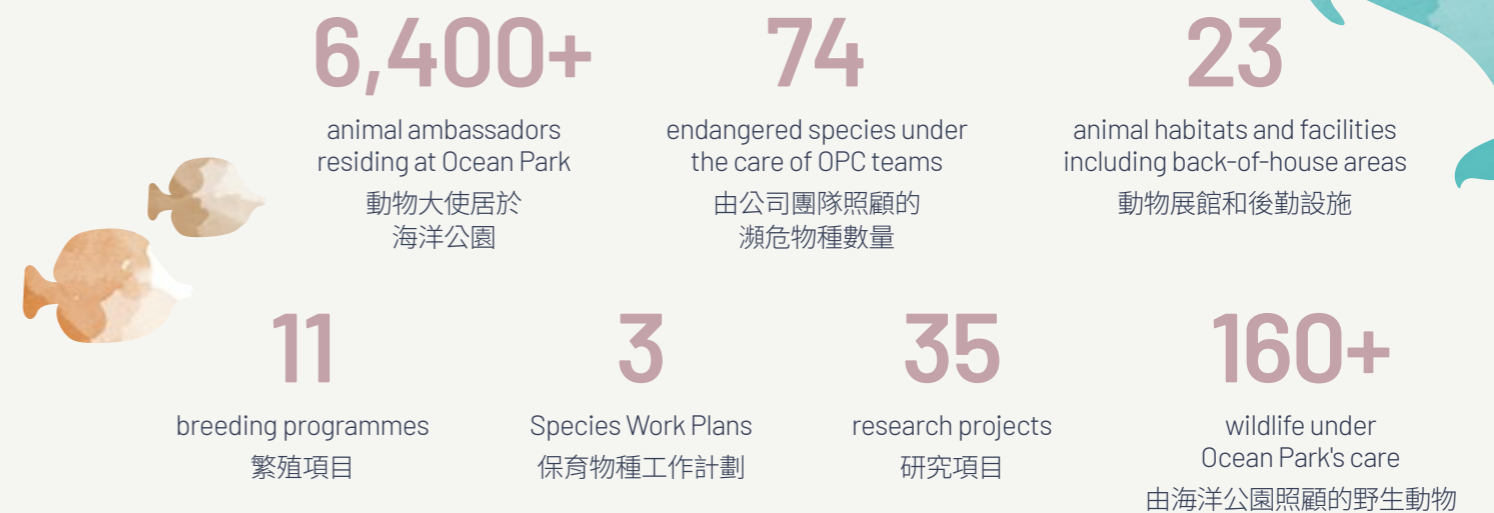 6,400+
animal ambassadors
residing at Ocean Park
動物大使居於
海洋公園
74
endangered species under
the care of OPC teams
由公司團隊照顧的
瀕危物種數量
23
animal habitats and facilities
including back-of-house areas
動物展館和後勤設施
11
breeding programmes
繁殖項目
3
Species Work Plans
保育物種工作計劃
35
research projects
研究項目
160+
wildlife under
Ocean Park's care
由海洋公園照顧的野生動物